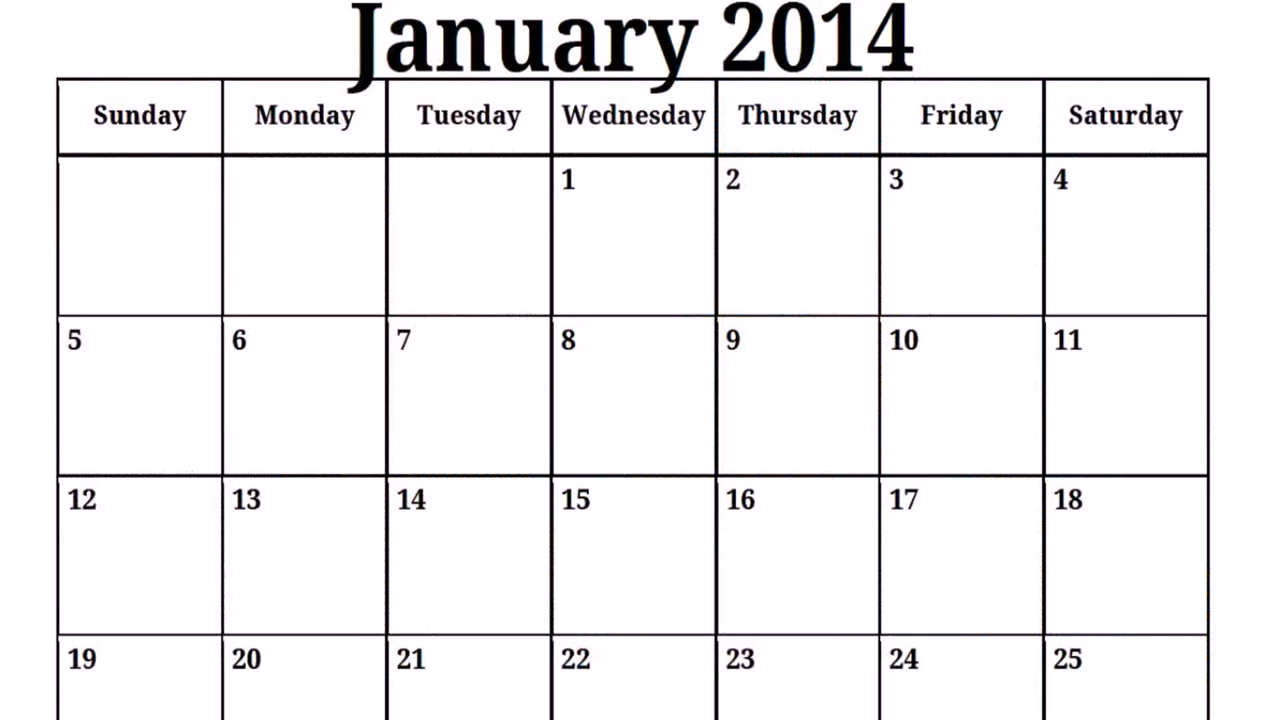 January 2014
Sunday Monday Tuesday Wednesday Thursday Friday Saturday
1 2 3 4
5 6 7 8 9 10 11
12 13 14 15 16 17 18
19 20 21 22 23 24 25